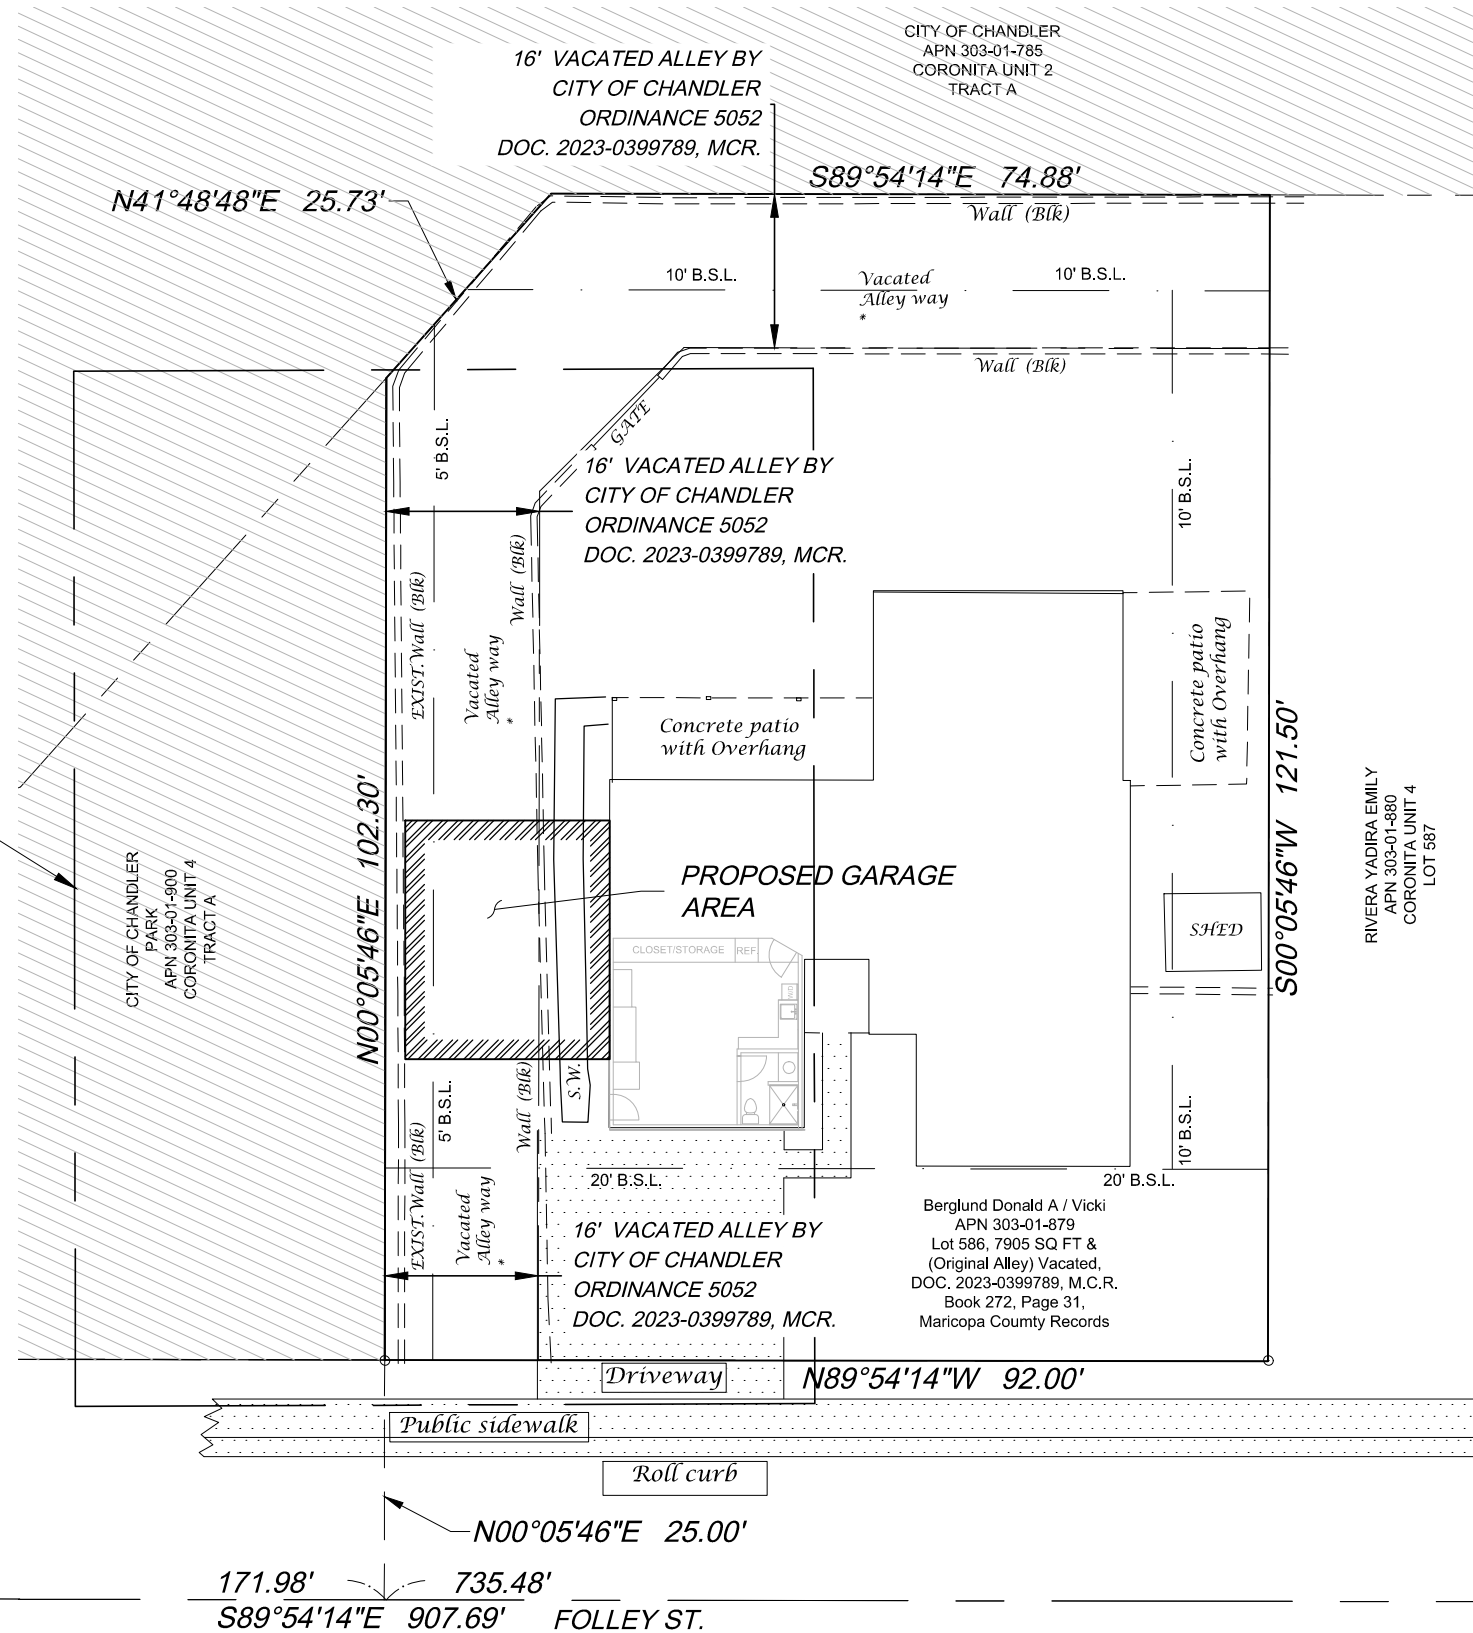 CITY OF CHANDLER
APN 303-01-785
CORONITA UNIT 2
TRACT A
16' VACATED ALLEY BY
CITY OF CHANDLER
ORDINANCE 5052
DOC. 2023-0399789, MCR.
S89°54'14"E 74.88'
N41°48'48"E 25.73'
Wall (Blk)
10' B.S.L.
Vacated
Alley way
*
10' B.S.L.
Wall (Blk)
GATE
5' B.S.L.
16' VACATED ALLEY BY
CITY OF CHANDLER
ORDINANCE 5052
DOC. 2023-0399789, MCR.
10' B.S.L.
Wall (Blk)
EXIST.Wall (Blk)
Vacated
Alley way
*
Concrete patio
with Overhang
Concrete patio
with Overhang
S00°05'46"W 121.50'
N00°05'46"E 102.30'
RIVERA YADIRA EMILY
APN 303-01-880
CORONITA UNIT 4
LOT 587
CITY OF CHANDLER
PARK
APN 303-01-900
CORONITA UNIT 4
TRACT A
PROPOSED GARAGE
AREA
SHED
CLOSET/STORAGE
REF
W/D
S.W.
Wall (Blk)
5' B.S.L.
EXIST.Wall (Blk)
Vacated
Alley way
*
10' B.S.L.
20' B.S.L.
20' B.S.L.
16' VACATED ALLEY BY
CITY OF CHANDLER
ORDINANCE 5052
DOC. 2023-0399789, MCR.
Berglund Donald A / Vicki
APN 303-01-879
Lot 586, 7905 SQ FT &
(Original Alley) Vacated,
DOC. 2023-0399789, M.C.R.
Book 272, Page 31,
Maricopa Coumty Records
Driveway
N89°54'14"W 92.00'
Public sidewalk
Roll curb
N00°05'46"E 25.00'
171.98' 735.48'
S89°54'14"E 907.69' FOLLEY ST.